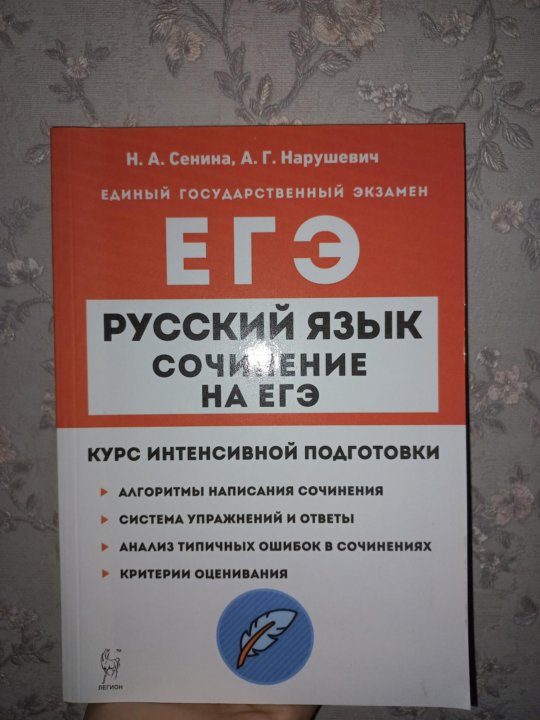 Н. А. Сенина, А. Г. Нарушевич
ЕДИНЫЙ ГОСУДАРСТВЕННЫЙ ЭКЗАМЕН
ЕГЭ
РУССКИЙ ЯЗЫК
СОЧИНЕНИЕ
НА ЕГЭ
КУРС ИНТЕНСИВНОЙ ПОДГОТОВКИ
АЛГОРИТМЫ НАПИСАНИЯ СОЧИНЕНИЯ
СИСТЕМА УПРАЖНЕНИЙ И ОТВЕТЫ
АНАЛИЗ ТИПИЧНЫХ ОШИБОК В СОЧИНЕНИЯХ
КРИТЕРИИ ОЦЕНИВАНИЯ
ЛЕГИОН